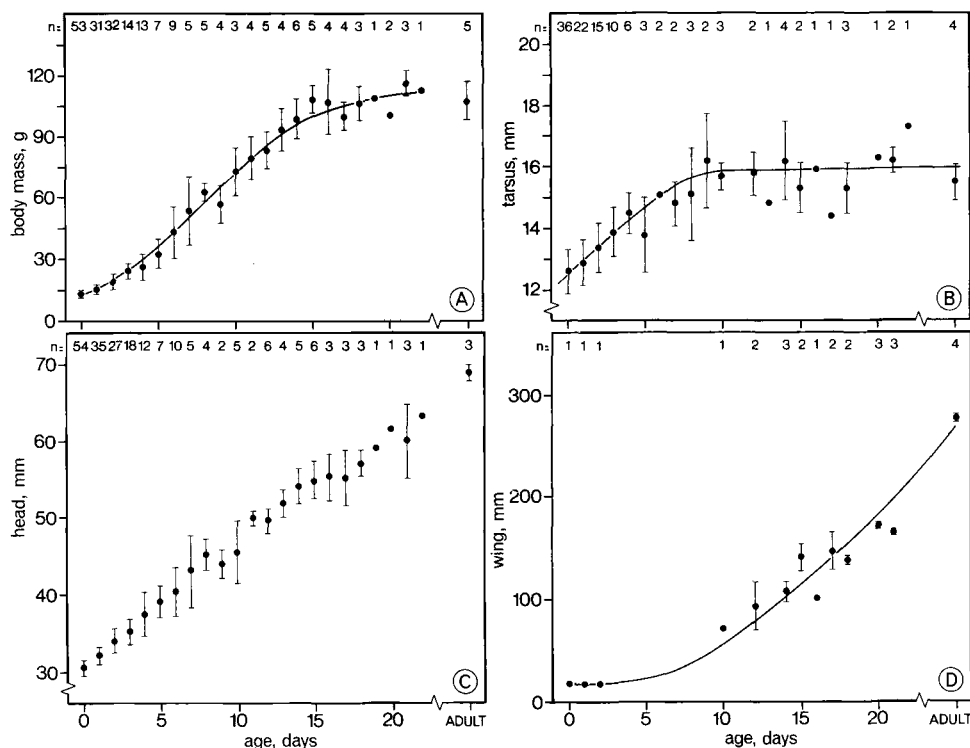 n= 53 31 32 14 13 7 9 5 5 4 3 4 5 4 6 5 4 4 3 1 2 3 1 5
120
90
60
30
0
body mass, g
A
n= 36 22 15 10 6 3 3 2 3 2 1 4 2 1 1 3 1 2 1 4
20
18
16
14
12
tarsus, mm
B
n= 54 35 27 18 12 7 10 5 4 2 5 2 6 4 5 6 3 3 3 1 1 3 1 3
70
60
50
40
30
head, mm
C
0 5 10 15 20 ADULT
age, days
n= 1 1 1 1 2 3 2 1 2 2 3 3 4
300
200
100
0
wing, mm
D
0 5 10 15 20 ADULT
age, days